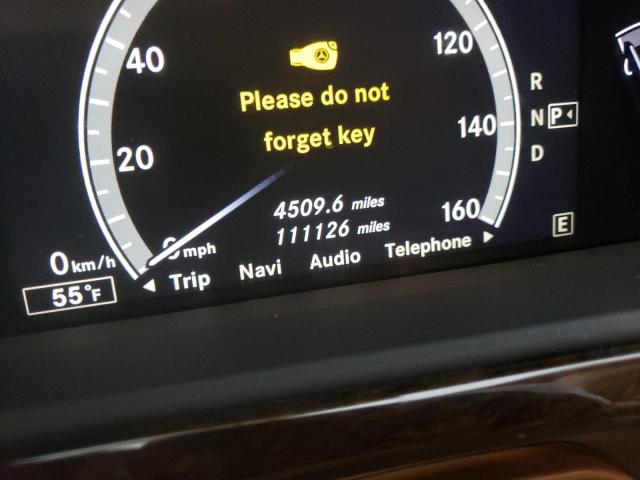 40
120
Please do not
forget key
R
N P
140
D
20
4509.6 miles
111126 miles
160
0 mph
0 km/h
Trip Navi Audio Telephone
E
55°F